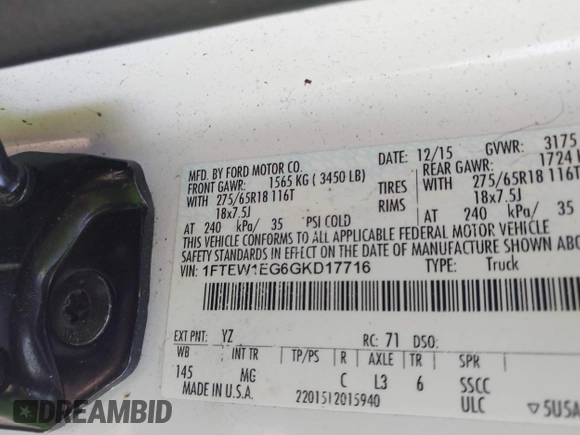 MFD. BY FORD MOTOR CO.
DATE: 12/15 GVWR: 3175
FRONT GAWR: 1565 KG ( 3450 LB) REAR GAWR: 1724
WITH 275/65R18 116T TIRES WITH 275/65R18 116T
18x7.5J RIMS 18x7.5J
AT 240 kPa/ 35 PSI COLD AT 240 kPa/ 35
THIS VEHICLE CONFORMS TO ALL APPLICABLE FEDERAL MOTOR VEHICLE
SAFETY STANDARDS IN EFFECT ON THE DATE OF MANUFACTURE SHOWN ABO
VIN: 1FTEW1EG6GKD17716 TYPE: Truck
EXT PNT: YZ RC: 71 DSO:
WB INT TR TP/PS R AXLE TR SPR
145 MG C L3 6 SSCC
MADE IN U.S.A. 2201512015940 ULC
AUTOBIDMASTER